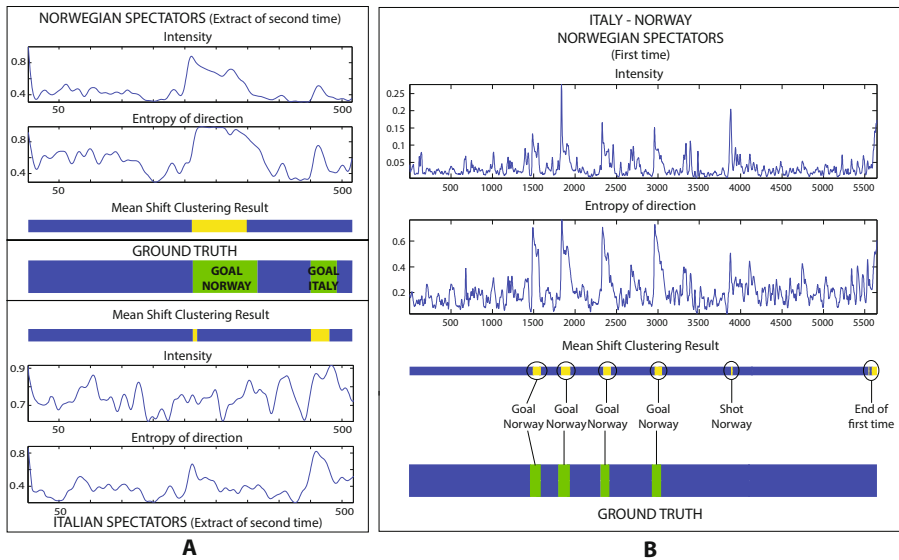 NORWEGIAN SPECTATORS (Extract of second time)
Intensity
0.8
0.4
50
500
Entropy of direction
0.8
0.4
50
500
Mean Shift Clustering Result
GROUND TRUTH
GOAL
NORWAY
GOAL
ITALY
Mean Shift Clustering Result
Intensity
0.9
0.7
50
500
Entropy of direction
0.8
0.4
50
500
ITALIAN SPECTATORS (Extract of second time)
A
ITALY - NORWAY
NORWEGIAN SPECTATORS
(First time)
Intensity
0.25
0.2
0.15
0.1
0.05
500 1000 1500 2000 2500 3000 3500 4000 4500 5000 5500
Entropy of direction
0.6
0.4
0.2
500 1000 1500 2000 2500 3000 3500 4000 4500 5000 5500
Mean Shift Clustering Result
Goal
Norway
Goal
Norway
Goal
Norway
Goal
Norway
Shot
Norway
End of
first time
GROUND TRUTH
B